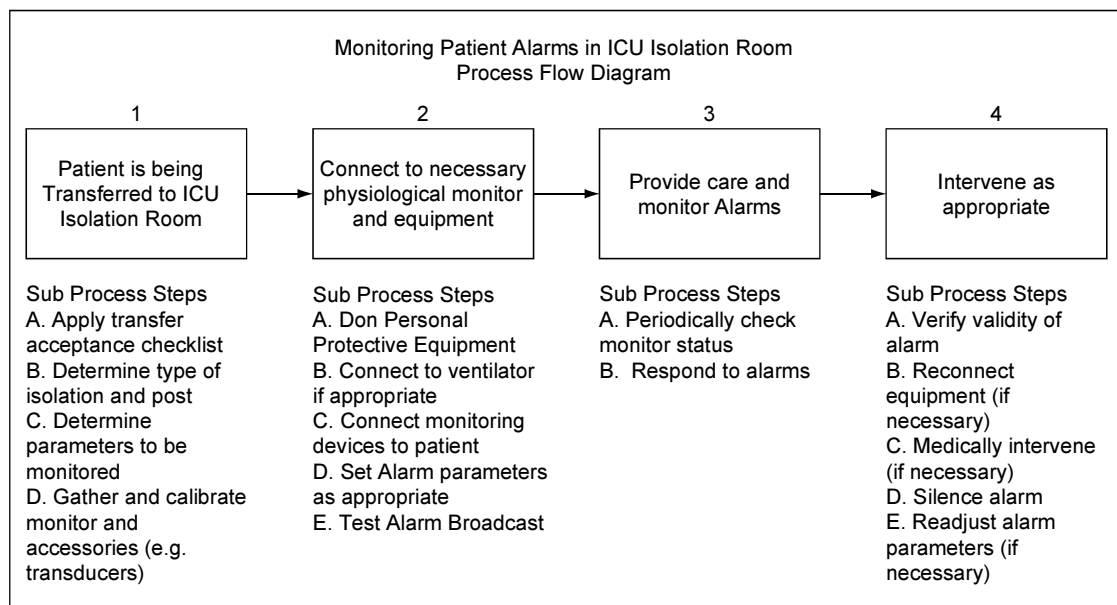 Monitoring Patient Alarms in ICU Isolation Room
Process Flow Diagram
1
Patient is being
Transferred to ICU
Isolation Room
Sub Process Steps
A. Apply transfer
acceptance checklist
B. Determine type of
isolation and post
C. Determine
parameters to be
monitored
D. Gather and calibrate
monitor and
accessories (e.g.
transducers)
2
Connect to necessary
physiological monitor
and equipment
Sub Process Steps
A. Don Personal
Protective Equipment
B. Connect to ventilator
if appropriate
C. Connect monitoring
devices to patient
D. Set Alarm parameters
as appropriate
E. Test Alarm Broadcast
3
Provide care and
monitor Alarms
Sub Process Steps
A. Periodically check
monitor status
B.  Respond to alarms
4
Intervene as
appropriate
Sub Process Steps
A. Verify validity of
alarm
B. Reconnect
equipment (if
necessary)
C. Medically intervene
(if necessary)
D. Silence alarm
E. Readjust alarm
parameters (if
necessary)